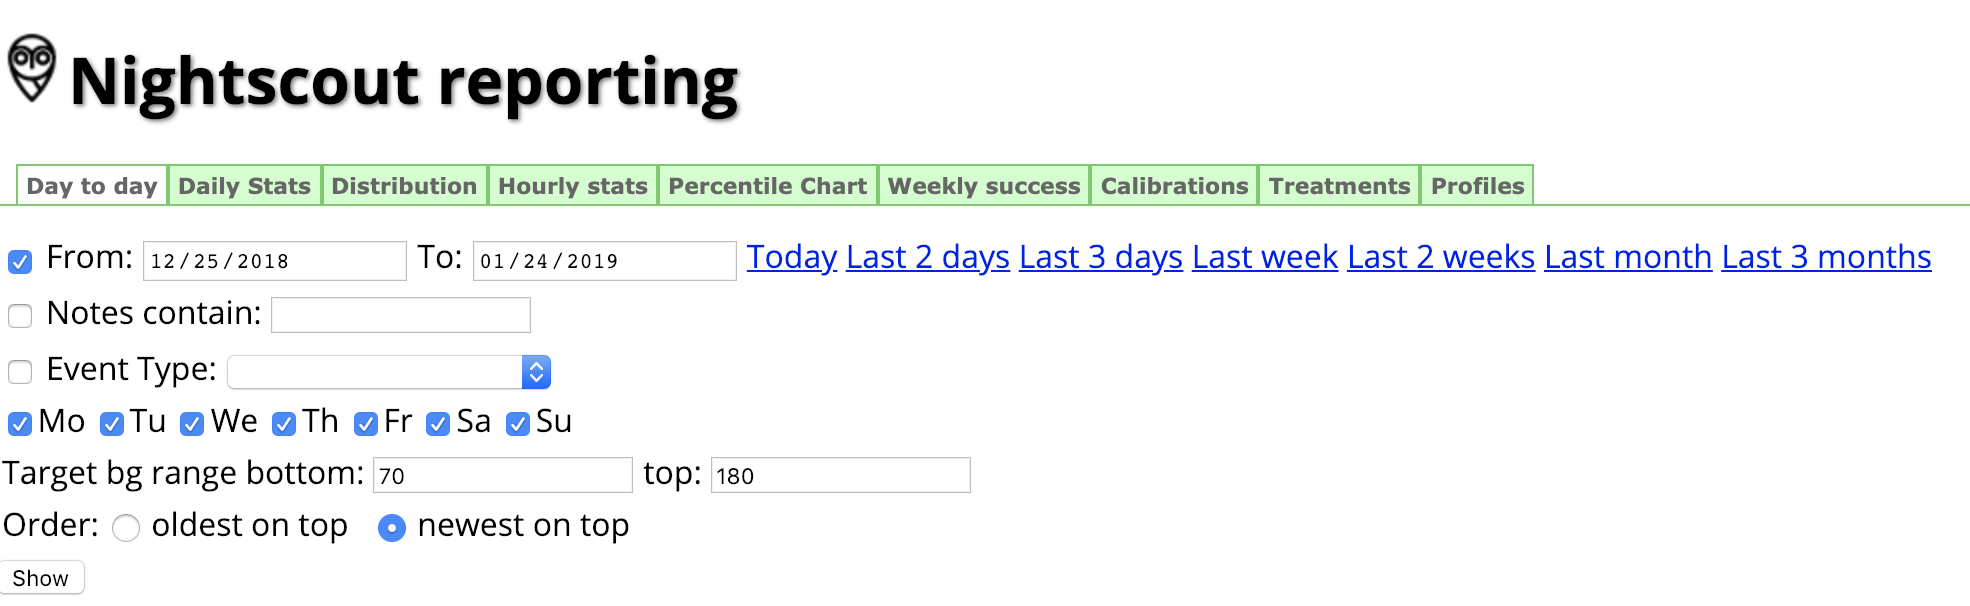 Nightscout reporting
Day to day Daily Stats Distribution Hourly stats Percentile Chart Weekly success Calibrations Treatments Profiles
From: 12/25/2018 To: 01/24/2019 Today Last 2 days Last 3 days Last week Last 2 weeks Last month Last 3 months
Notes contain:
Event Type:
Mo Tu We Th Fr Sa Su
Target bg range bottom: 70 top: 180
Order: oldest on top newest on top
Show